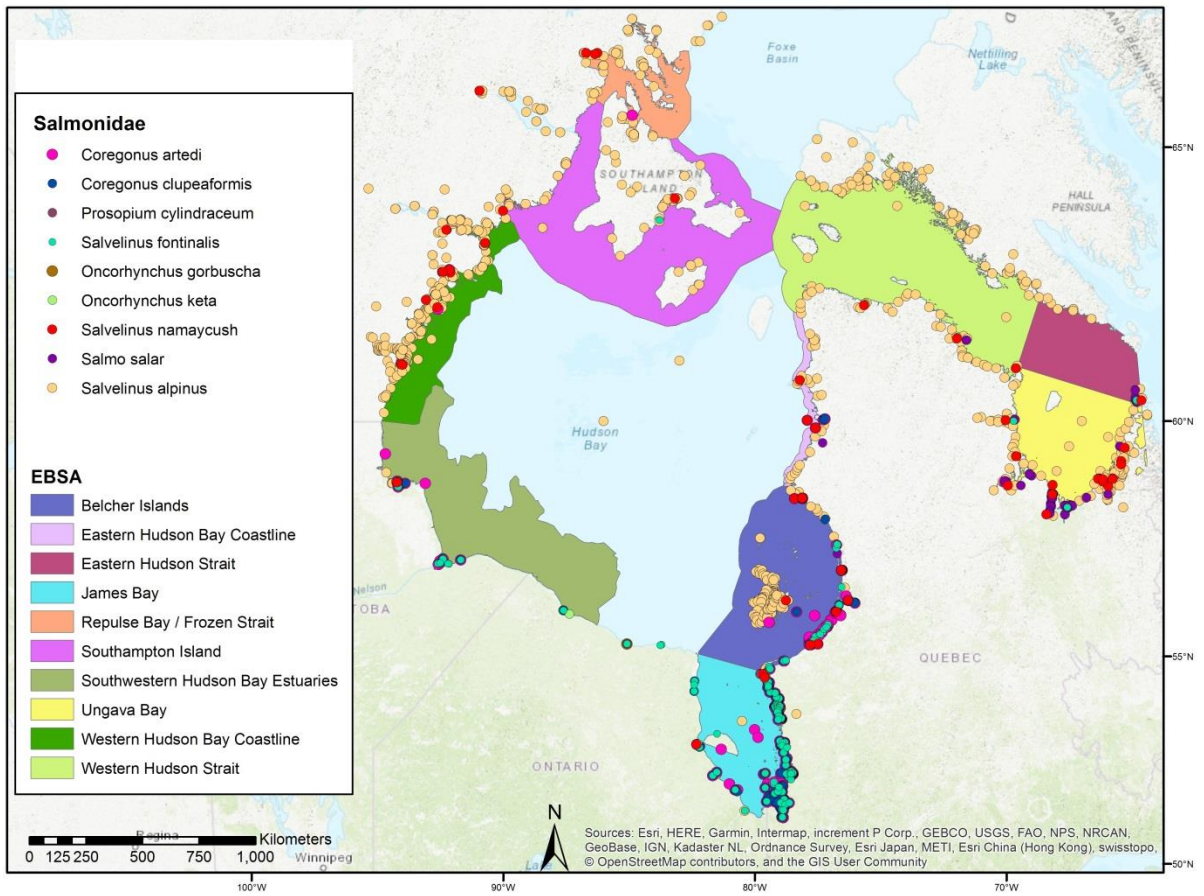 Salmonidae
Coregonus artedi
Coregonus clupeaformis
Prosopium cylindraceum
Salvelinus fontinalis
Oncorhynchus gorbuscha
Oncorhynchus keta
Salvelinus namaycush
Salmo salar
Salvelinus alpinus
EBSA
Belcher Islands
Eastern Hudson Bay Coastline
Eastern Hudson Strait
James Bay
Repulse Bay / Frozen Strait
Southampton Island
Southwestern Hudson Bay Estuaries
Ungava Bay
Western Hudson Bay Coastline
Western Hudson Strait
Foxe
Basin
Nettilling
Lake
D
PENINSULA
SOUTHAMPTON
LAND
HALL
PENINSULA
Hudson
Bay
Nelson
TOBA
QUEBEC
ONTARIO
65°N
60°N
55°N
50°N
Kilometers
0 125 250 500 750 1,000
Regina
Winnipeg
N
Lake
Sources: Esri, HERE, Garmin, Intermap, increment P Corp., GEBCO, USGS, FAO, NPS, NRCAN,
GeoBase, IGN, Kadaster NL, Ordnance Survey, Esri Japan, METI, Esri China (Hong Kong), swisstopo,
© OpenStreetMap contributors, and the GIS User Community
100°W 90°W 80°W 70°W